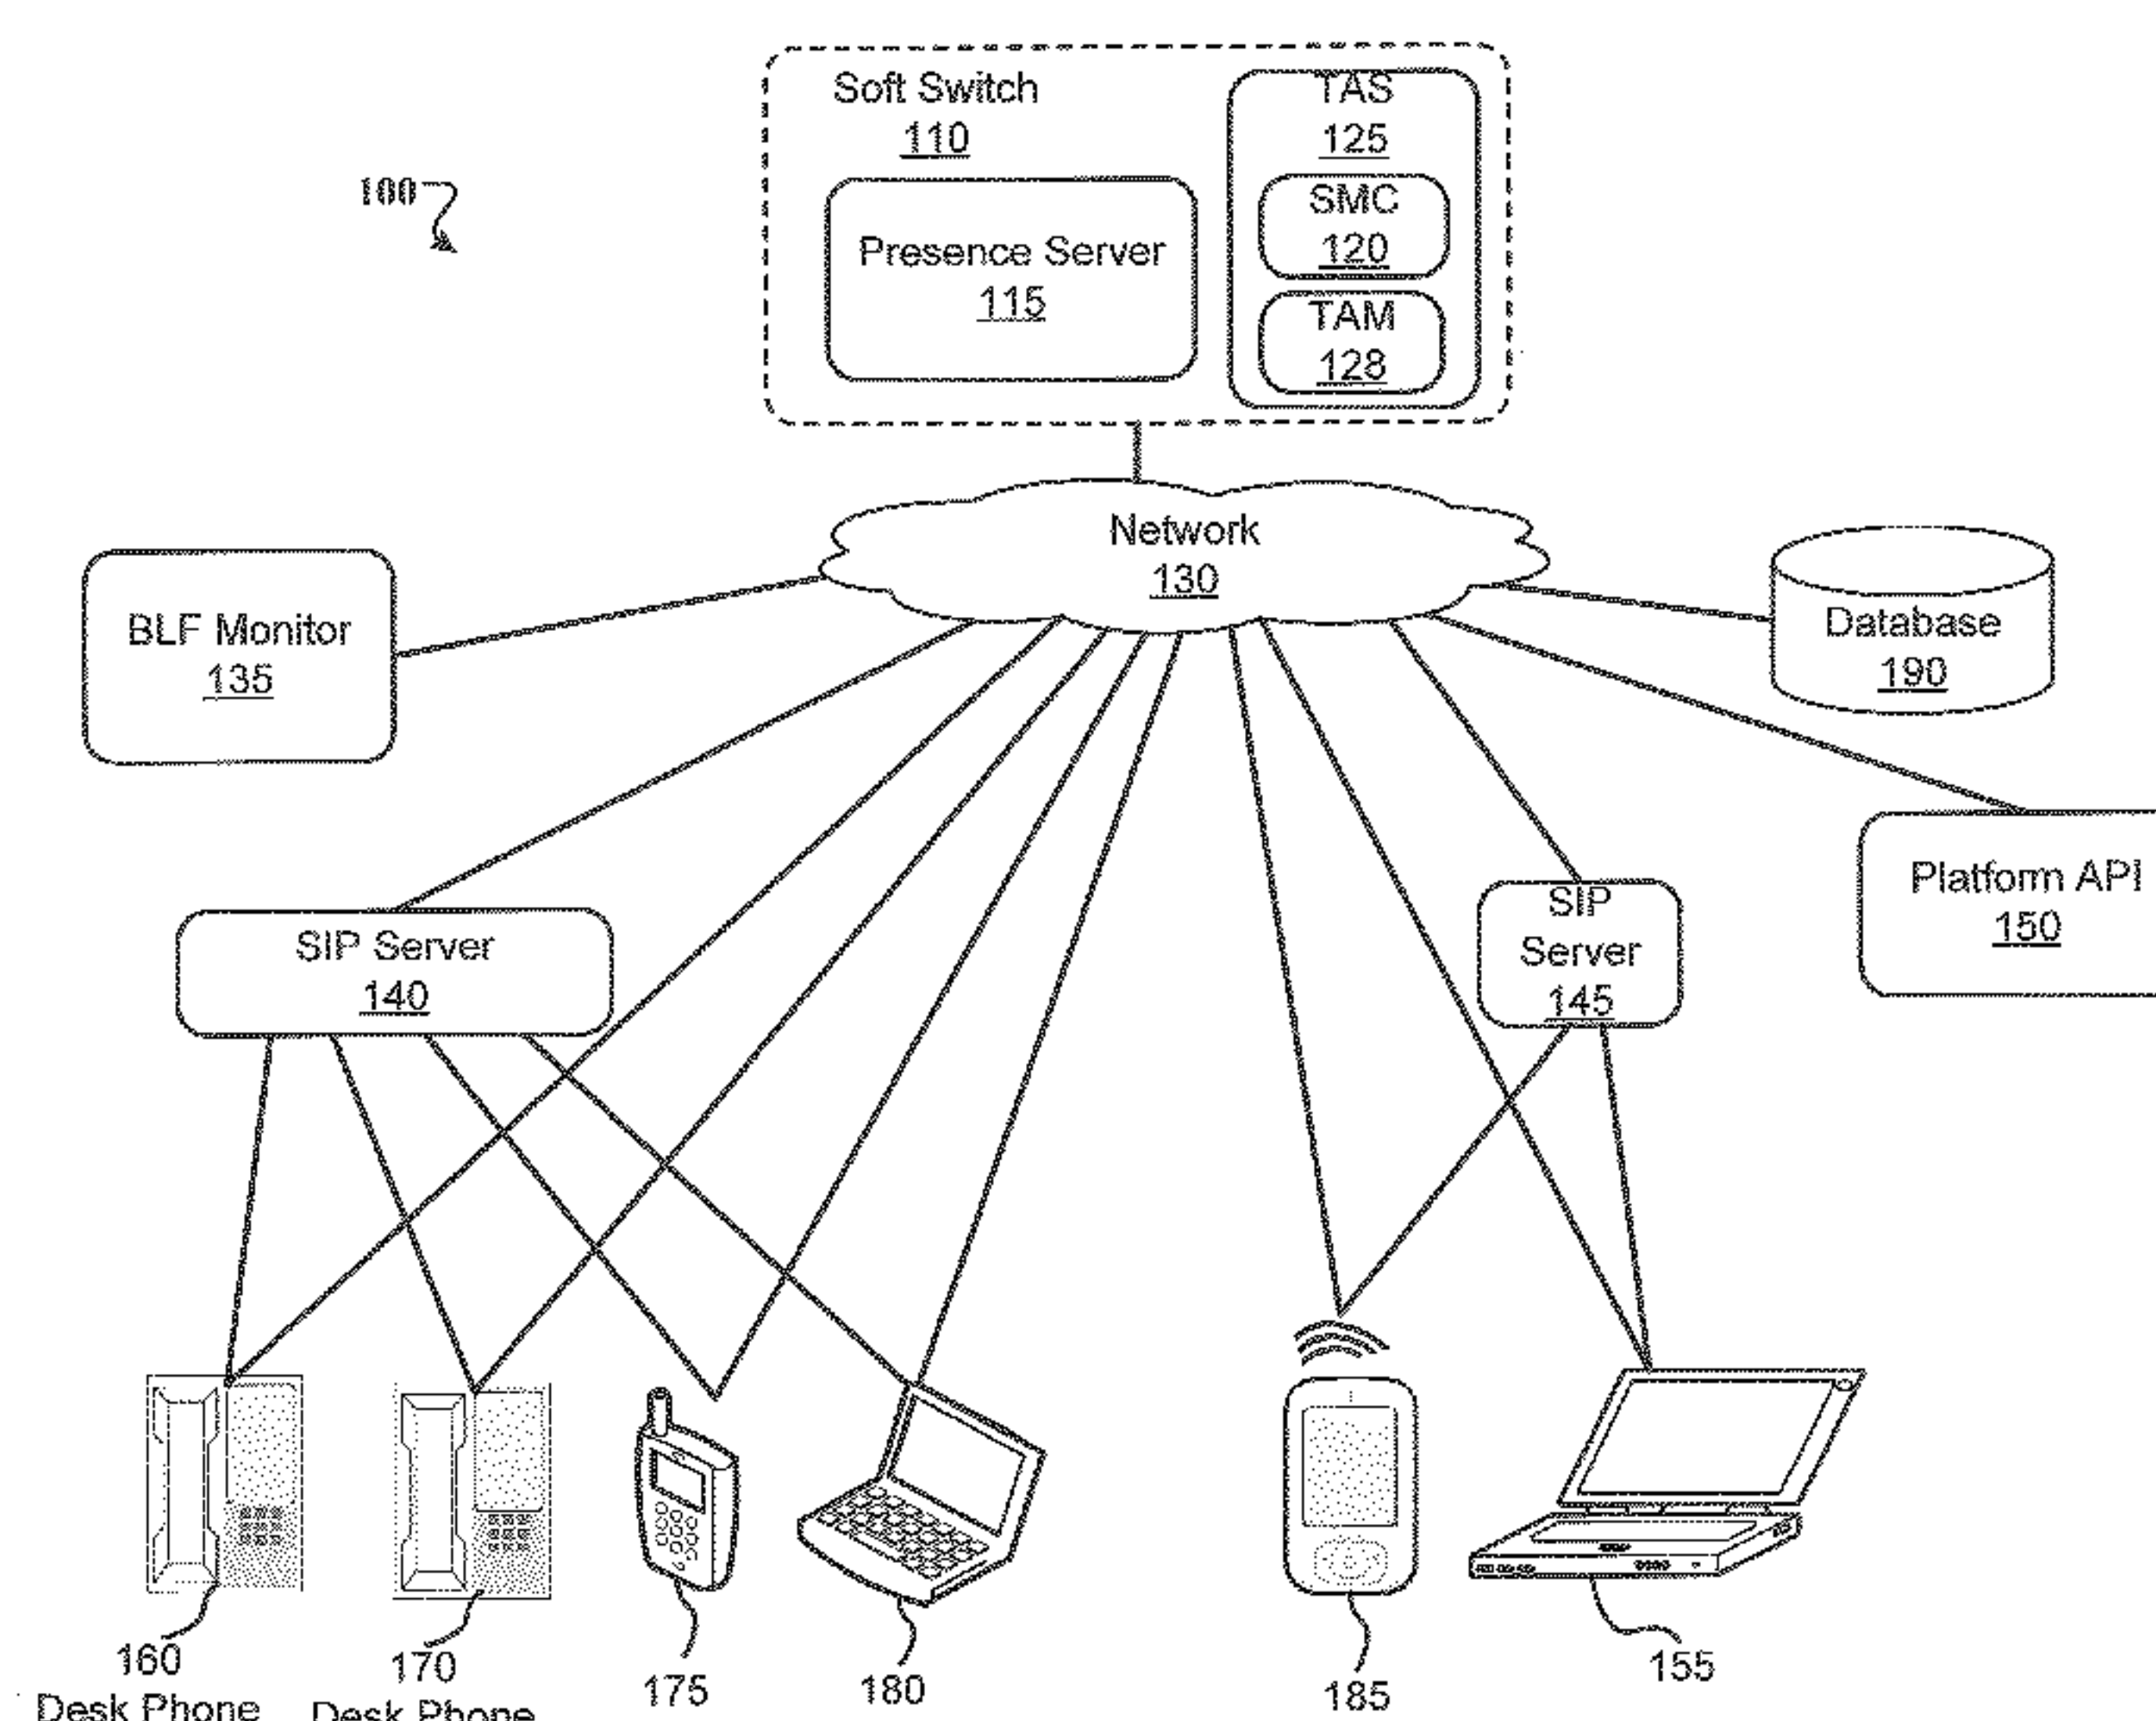 Soft Switch
110
TAS
125
100
SMC
120
Presence Server
115
TAM
128
Network
130
BLF Monitor
135
Database
190
Platform API
150
SIP Server
140
SIP
Server
145
160
Desk Phone
170
Desk Phone
175
180
185
155